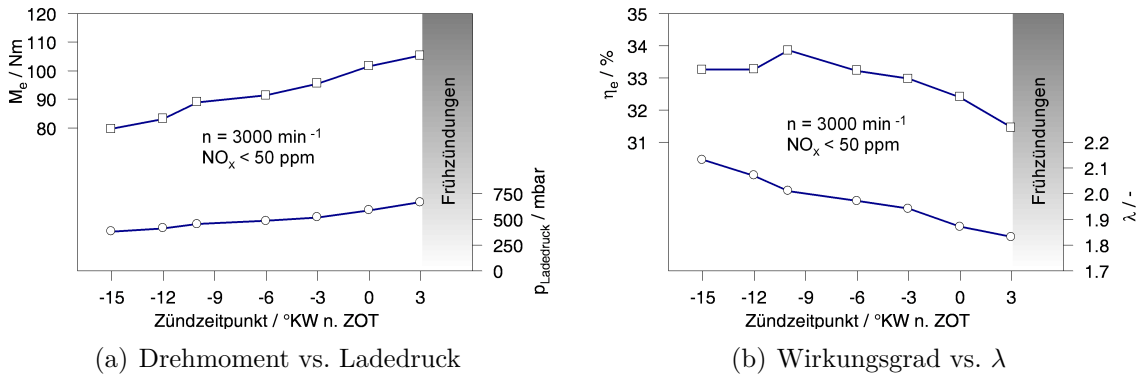 120
110
100
90
80
M_e / Nm
n = 3000 min⁻¹
NOₓ < 50 ppm
Frühzündungen
750
500
250
0
p_Ladedruck / mbar
-15 -12 -9 -6 -3 0 3
Zündzeitpunkt / °KW n. ZOT
(a) Drehmoment vs. Ladedruck
35
34
33
32
31
η_e / %
n = 3000 min⁻¹
NOₓ < 50 ppm
Frühzündungen
2.2
2.1
2.0
1.9
1.8
1.7
λ / -
-15 -12 -9 -6 -3 0 3
Zündzeitpunkt / °KW n. ZOT
(b) Wirkungsgrad vs. λ